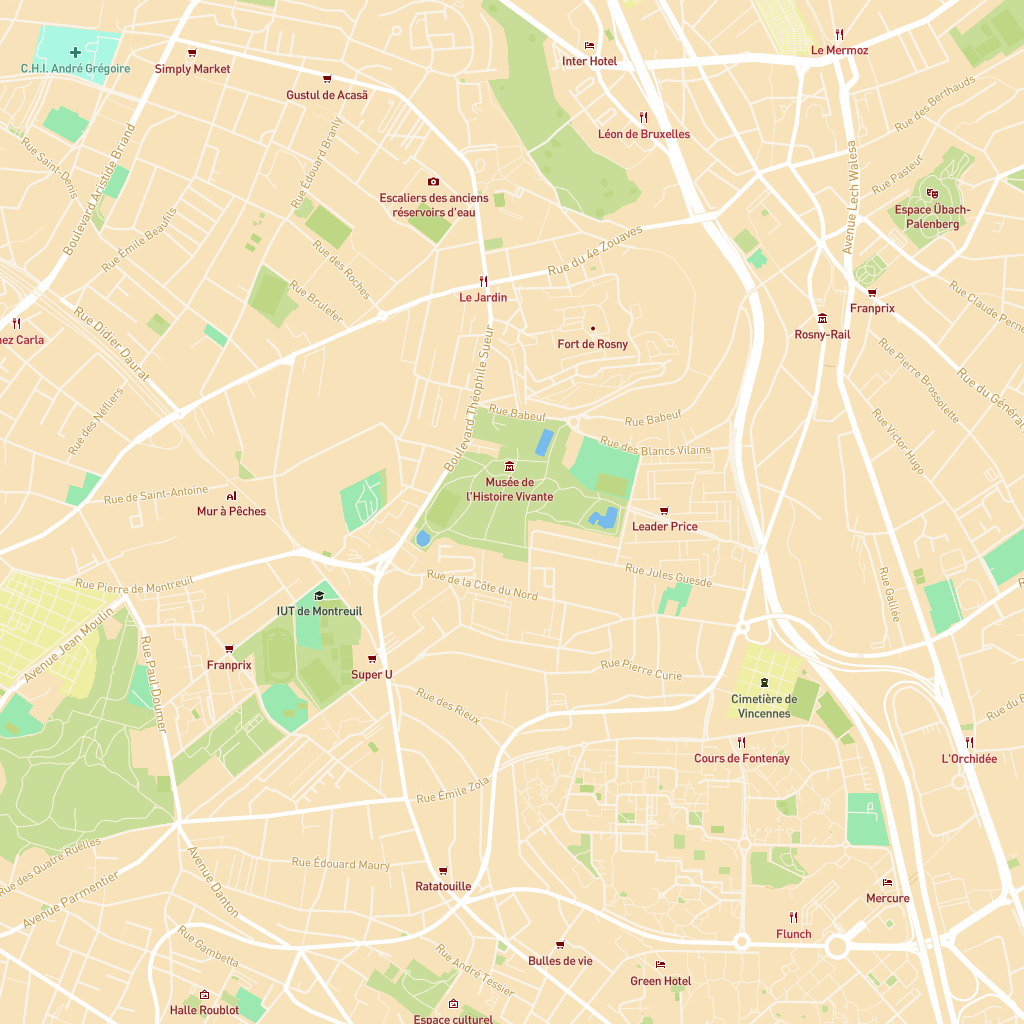 Le Mermoz
Inter Hotel
C.H.I. André Grégoire
Simply Market
Gustul de Acasă
Rue des Berthauds
Léon de Bruxelles
Rue Saint-Denis
Boulevard Aristide Briand
Rue Édouard Branly
Rue Pasteur
Avenue Lech Walesa
Escaliers des anciens
réservoirs d'eau
Espace Übach-
Palenberg
Rue Émile Beaufils
Rue des Roches
Rue du 4e Zouaves
Le Jardin
Rue Brulefer
Rue Claude Perne
Franprix
Rosny-Rail
Rue Didier Daurat
nez Carla
Fort de Rosny
Rue Pierre Brossolette
Boulevard Théophile Sueur
Rue du Généra
Rue des Néfliers
Rue Babeuf
Rue Babeuf
Rue Victor Hugo
Rue des Blancs Vilains
Musée de
l'Histoire Vivante
Rue de Saint-Antoine
Mur à Pêches
Leader Price
Rue Pierre de Montreuil
Rue de la Côte du Nord
Rue Jules Guesde
Rue Galilée
IUT de Montreuil
Avenue Jean Moulin
Rue Paul Doumer
Franprix
Super U
Rue Pierre Curie
Cimetière de
Vincennes
Rue des Rieux
Rue du R
Cours de Fontenay
L'Orchidée
Rue Émile Zola
Rue des Quatre Ruelles
Rue Édouard Maury
Avenue Danton
Ratatouille
Avenue Parmentier
Mercure
Flunch
Rue Gambetta
Bulles de vie
Rue André Tessier
Green Hotel
Halle Roublot
Espace culturel